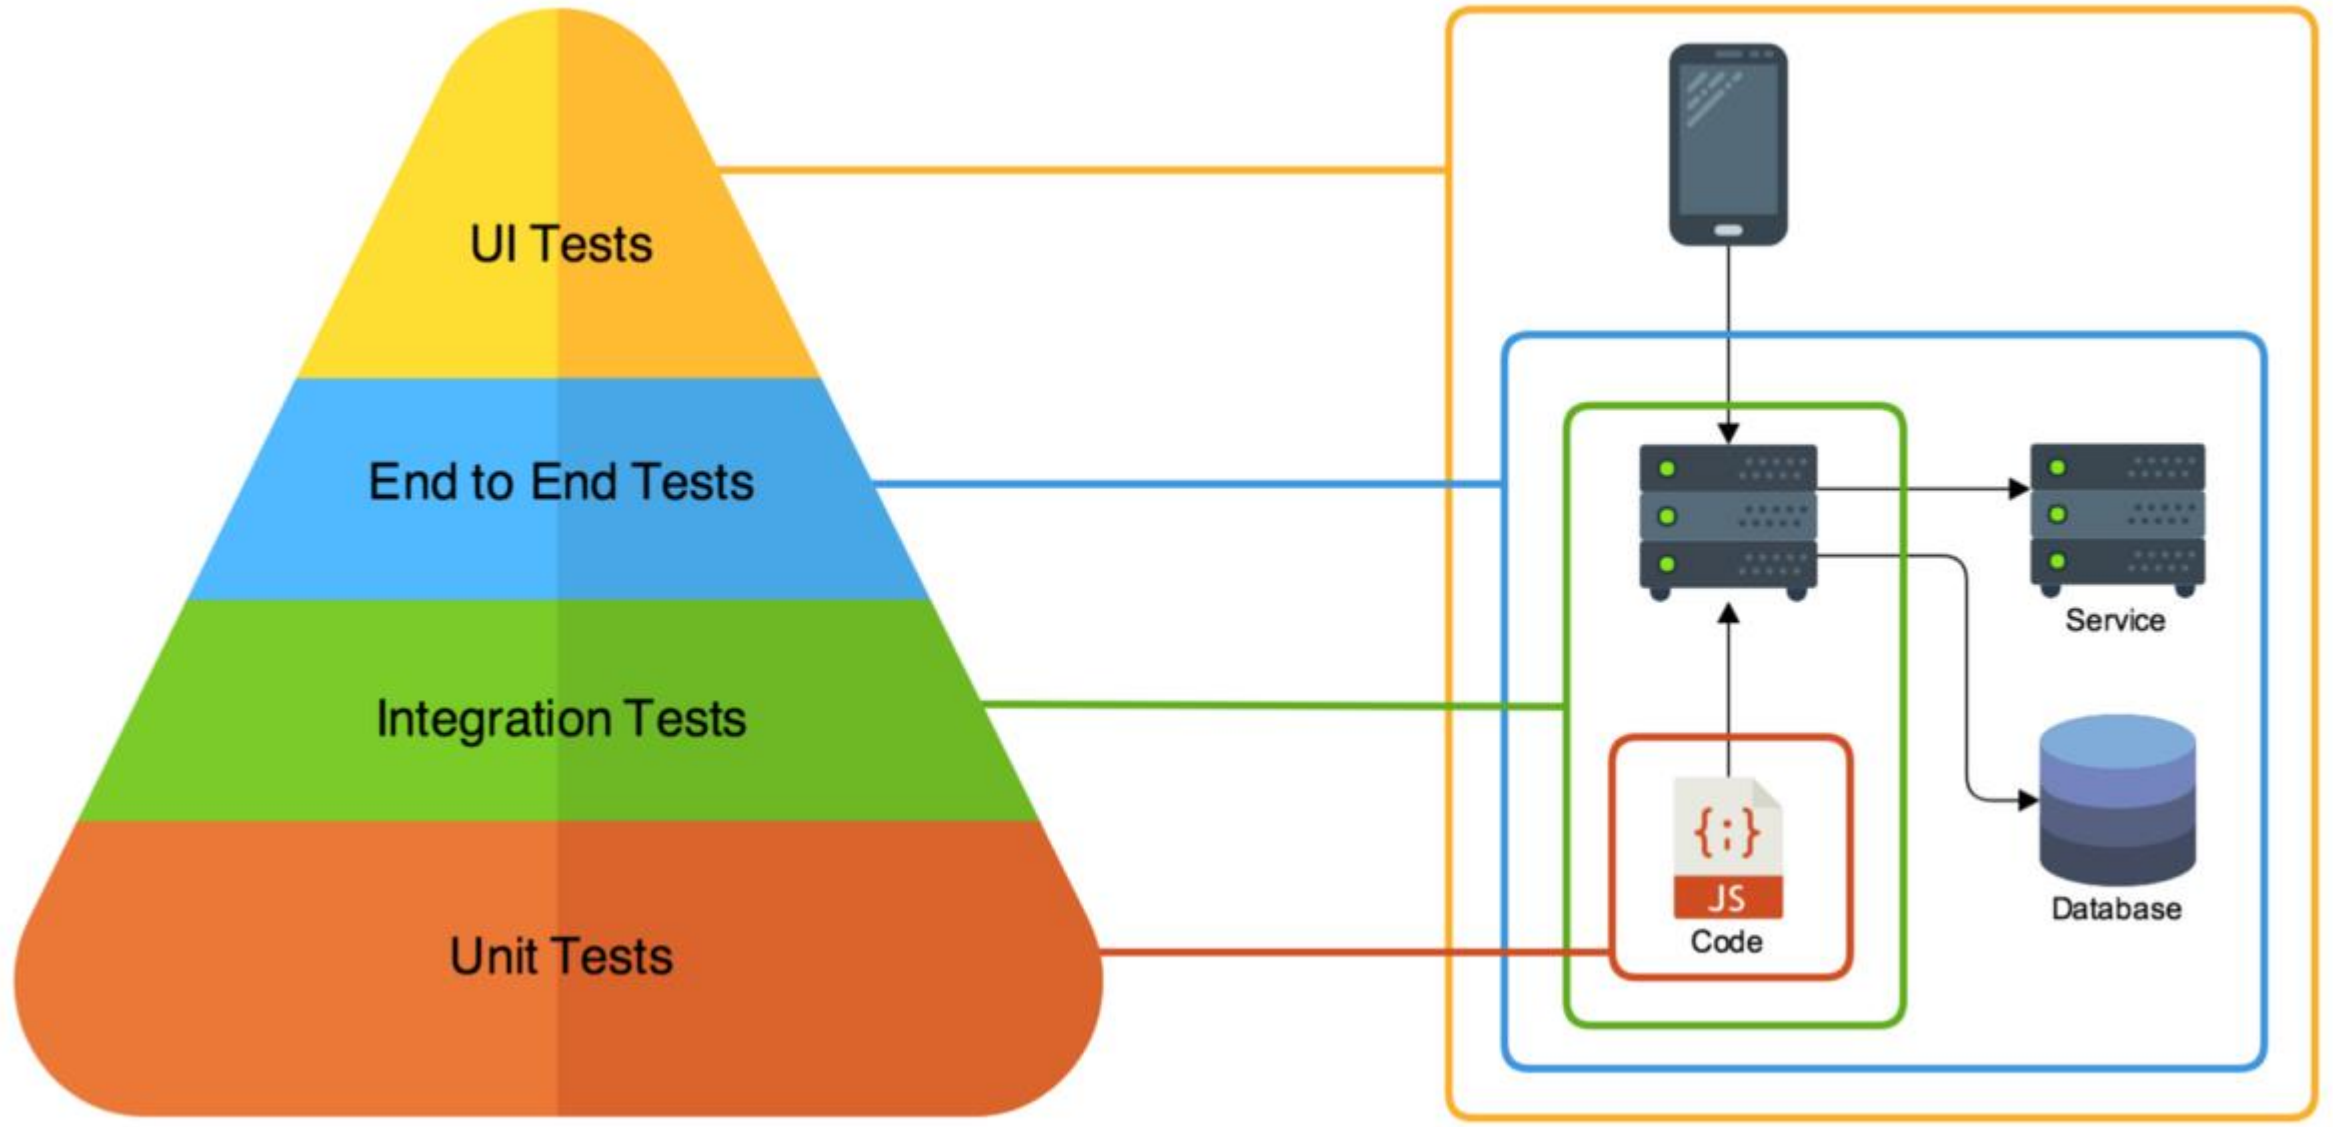 UI Tests
End to End Tests
Integration Tests
Unit Tests
Service
{;}
JS
Code
Database